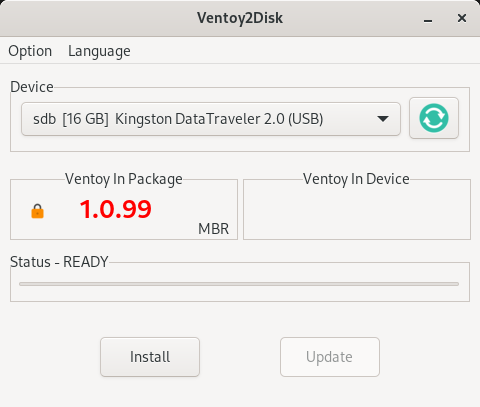 Ventoy2Disk
Option Language
Device
sdb [16 GB] Kingston DataTraveler 2.0 (USB)
Ventoy In Package
1.0.99
MBR
Ventoy In Device
Status - READY
Install Update